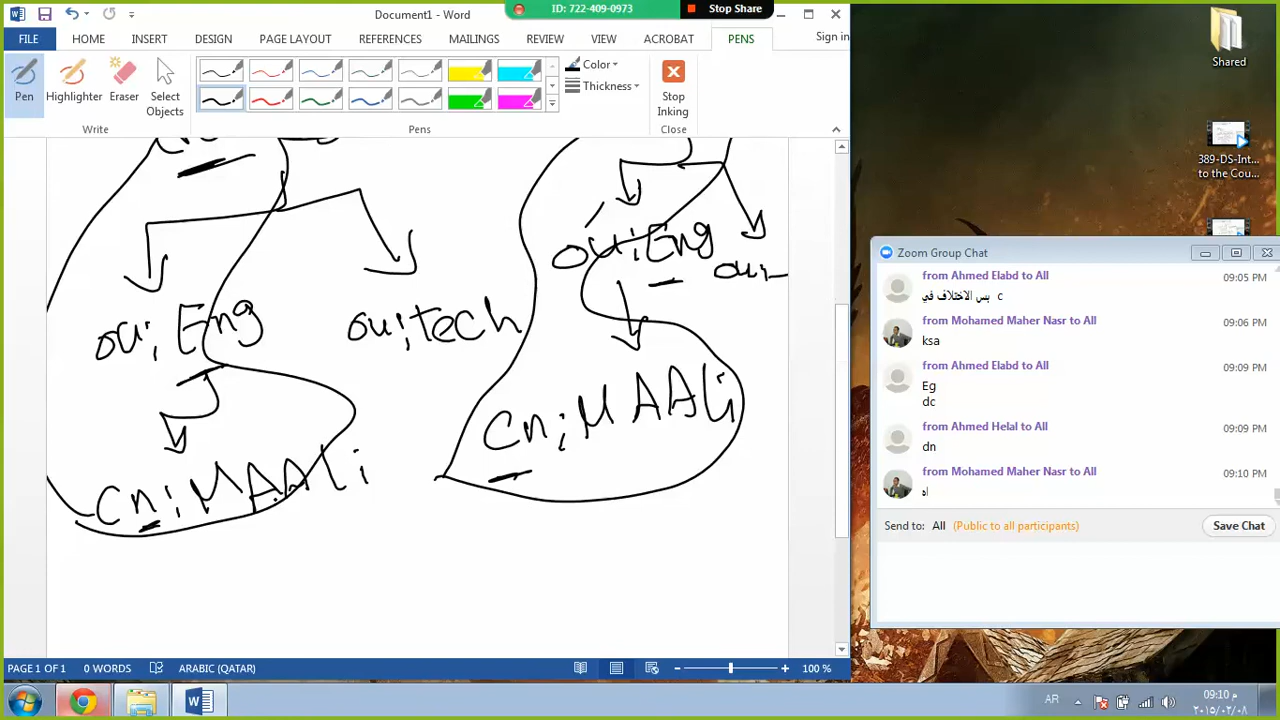 Document1 - Word
ID: 722-409-0973
Stop Share
FILE HOME INSERT DESIGN PAGE LAYOUT REFERENCES MAILINGS REVIEW VIEW ACROBAT PENS Sign in
Pen Highlighter Eraser Select Objects
Color
Thickness
Stop Inking
Write Pens Close
ou; Eng
ou;
ou; Eng
ou; tech
Cn; MAALi
Cn; MAALi
Shared
389-DS-Int... to the Cou...
Zoom Group Chat
from Ahmed Elabd to All 09:05 PM
بس الاختلاف في c
from Mohamed Maher Nasr to All 09:06 PM
ksa
from Ahmed Elabd to All 09:09 PM
Eg
dc
from Ahmed Helal to All 09:09 PM
dn
from Mohamed Maher Nasr to All 09:10 PM
اه
Send to: All (Public to all participants) Save Chat
PAGE 1 OF 1 0 WORDS ARABIC (QATAR) 100 %
AR
09:10 م
٢٠١٥/٠٢/٠٨